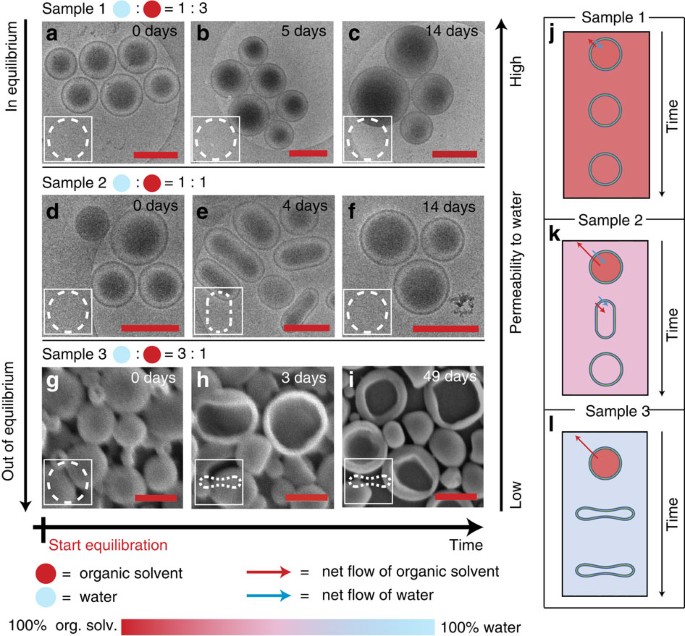 Sample 1 : = 1 : 3
a 0 days
b 5 days
c 14 days
Sample 2 : = 1 : 1
d 0 days
e 4 days
f 14 days
Sample 3 : = 3 : 1
g 0 days
h 3 days
i 49 days
In equilibrium
Out of equilibrium
High
Permeability to water
Low
Start equilibration
Time
= organic solvent
= net flow of organic solvent
= water
= net flow of water
100% org. solv.
100% water
Sample 1
j
Time
Sample 2
k
Time
Sample 3
l
Time